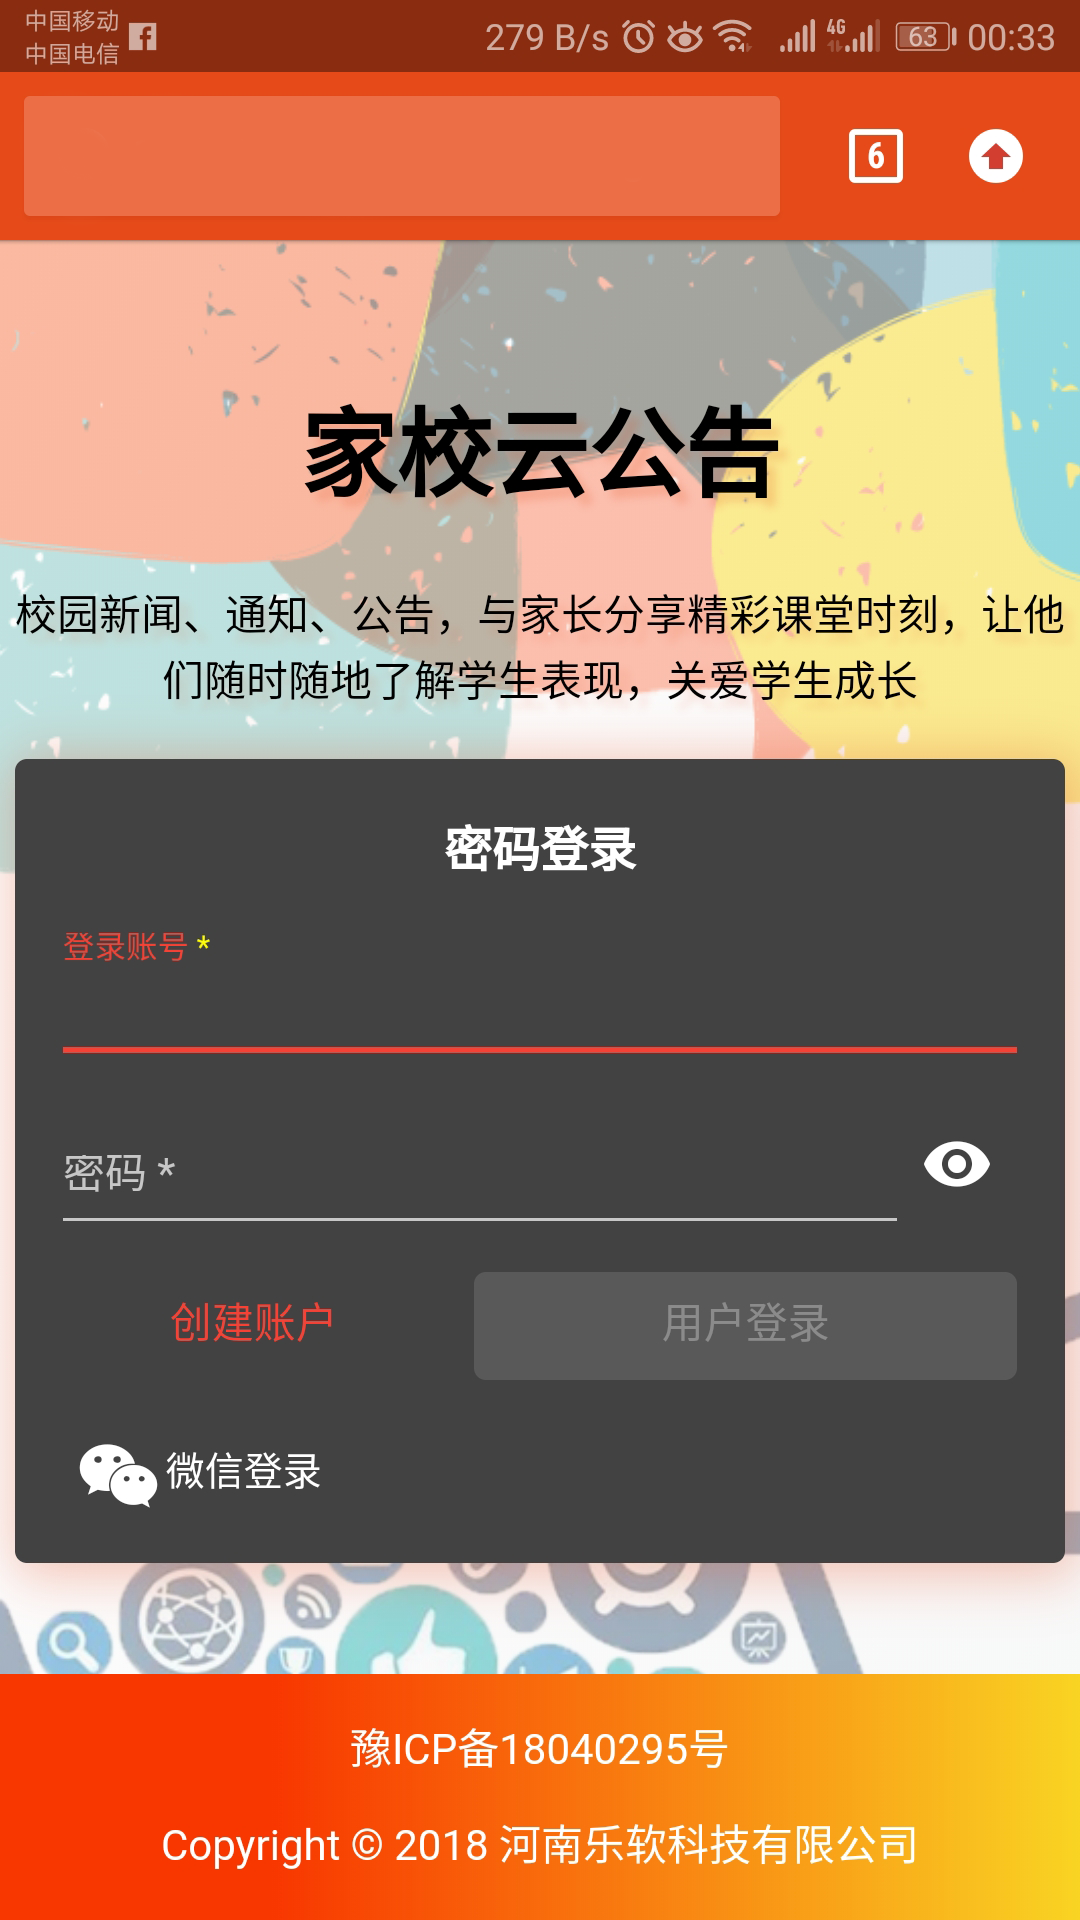 中国移动
中国电信
279 B/s 4G 63 00:33
6
家校云公告
校园新闻、通知、公告，与家长分享精彩课堂时刻，让他
们随时随地了解学生表现，关爱学生成长
密码登录
登录账号 *
密码 *
创建账户 用户登录
微信登录
豫ICP备18040295号
Copyright © 2018 河南乐软科技有限公司